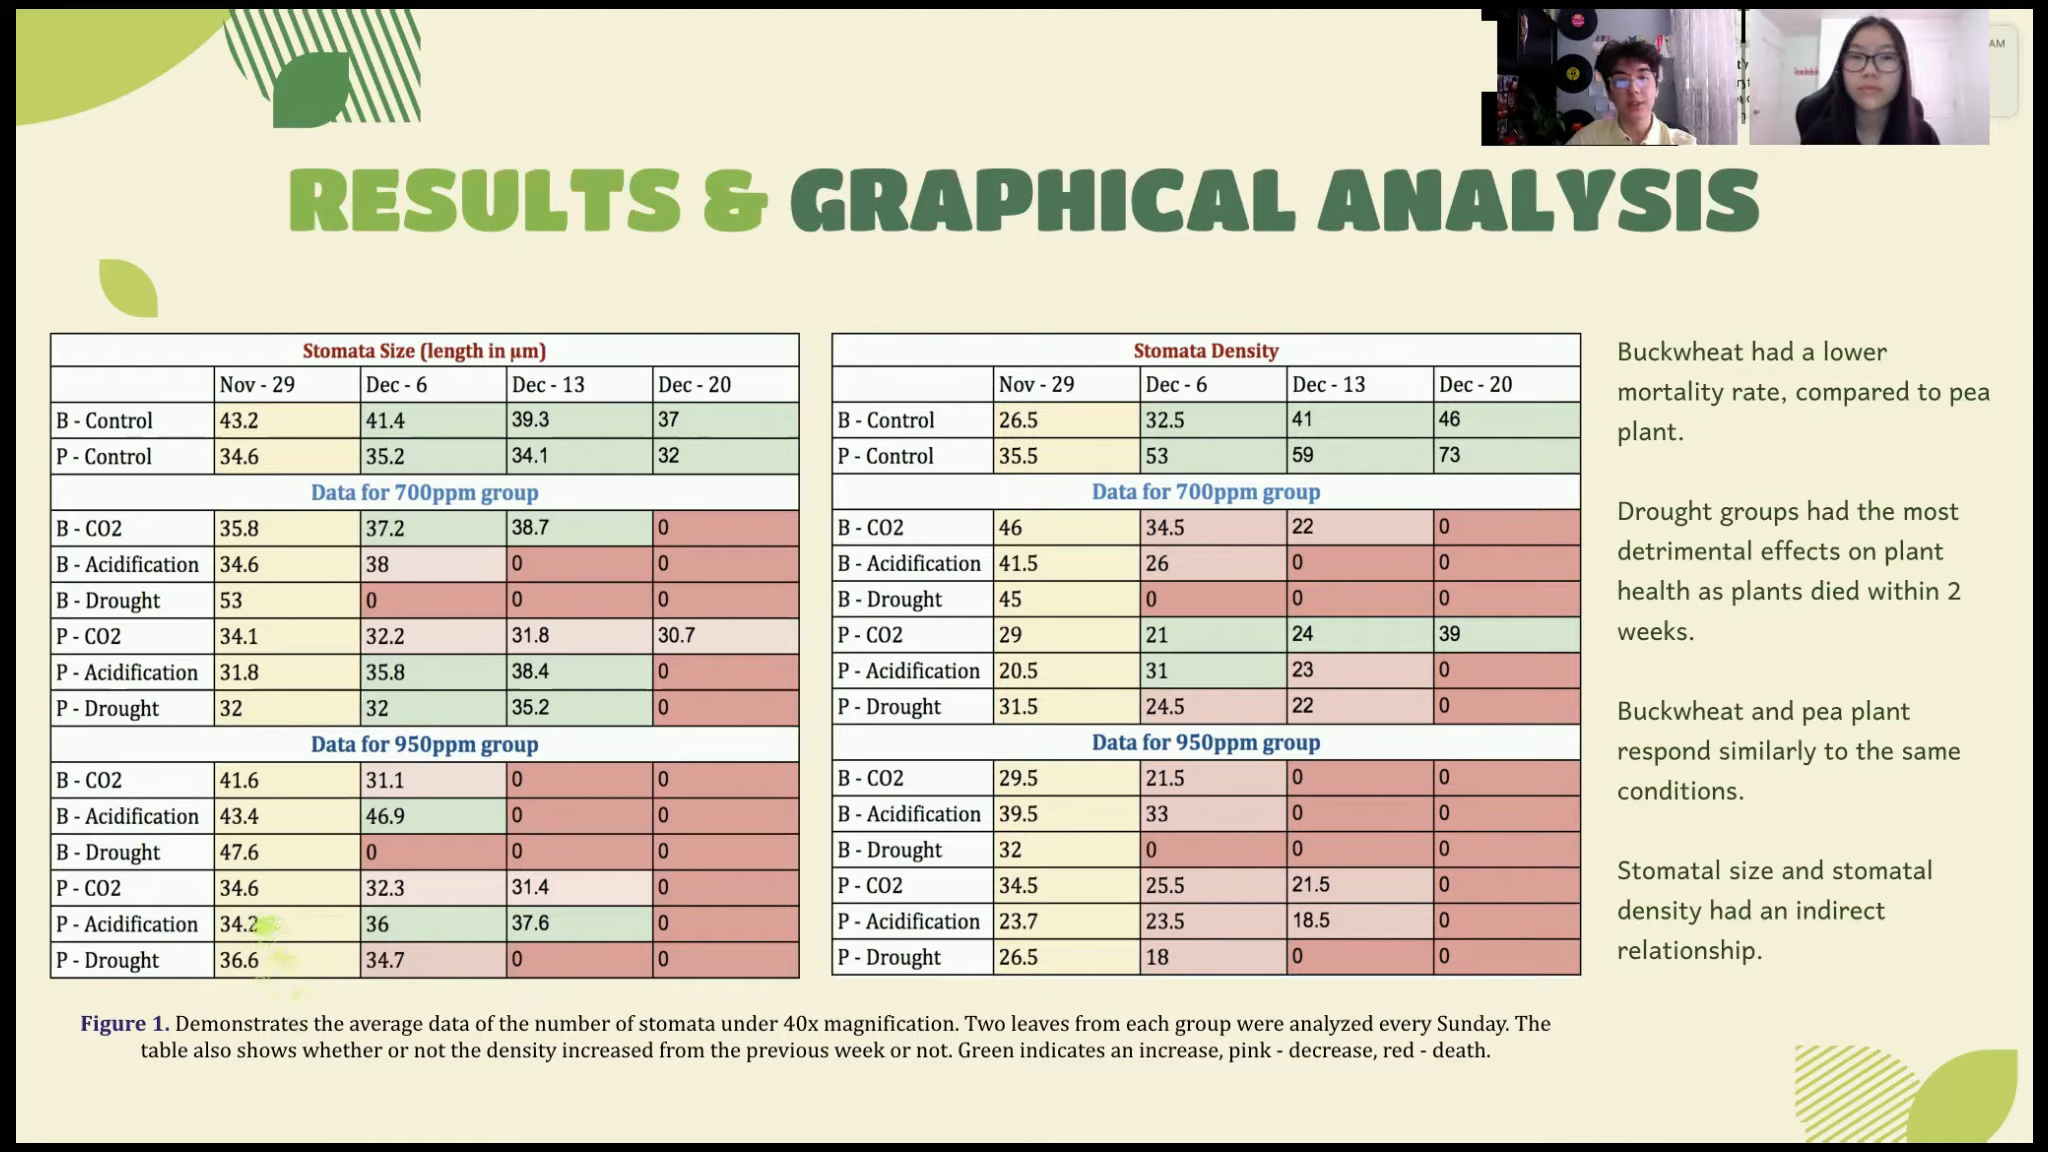 AM
RESULTS & GRAPHICAL ANALYSIS
Stomata Size (length in µm)
Nov - 29 Dec - 6 Dec - 13 Dec - 20
B - Control 43.2 41.4 39.3 37
P - Control 34.6 35.2 34.1 32
Data for 700ppm group
B - CO2 35.8 37.2 38.7 0
B - Acidification 34.6 38 0 0
B - Drought 53 0 0 0
P - CO2 34.1 32.2 31.8 30.7
P - Acidification 31.8 35.8 38.4 0
P - Drought 32 32 35.2 0
Data for 950ppm group
B - CO2 41.6 31.1 0 0
B - Acidification 43.4 46.9 0 0
B - Drought 47.6 0 0 0
P - CO2 34.6 32.3 31.4 0
P - Acidification 34.2 36 37.6 0
P - Drought 36.6 34.7 0 0
Stomata Density
Nov - 29 Dec - 6 Dec - 13 Dec - 20
B - Control 26.5 32.5 41 46
P - Control 35.5 53 59 73
Data for 700ppm group
B - CO2 46 34.5 22 0
B - Acidification 41.5 26 0 0
B - Drought 45 0 0 0
P - CO2 29 21 24 39
P - Acidification 20.5 31 23 0
P - Drought 31.5 24.5 22 0
Data for 950ppm group
B - CO2 29.5 21.5 0 0
B - Acidification 39.5 33 0 0
B - Drought 32 0 0 0
P - CO2 34.5 25.5 21.5 0
P - Acidification 23.7 23.5 18.5 0
P - Drought 26.5 18 0 0
Buckwheat had a lower
mortality rate, compared to pea
plant.
Drought groups had the most
detrimental effects on plant
health as plants died within 2
weeks.
Buckwheat and pea plant
respond similarly to the same
conditions.
Stomatal size and stomatal
density had an indirect
relationship.
Figure 1. Demonstrates the average data of the number of stomata under 40x magnification. Two leaves from each group were analyzed every Sunday. The
table also shows whether or not the density increased from the previous week or not. Green indicates an increase, pink - decrease, red - death.